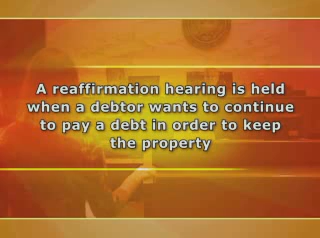 A reaffirmation hearing is held
when a debtor wants to continue
to pay a debt in order to keep
the property